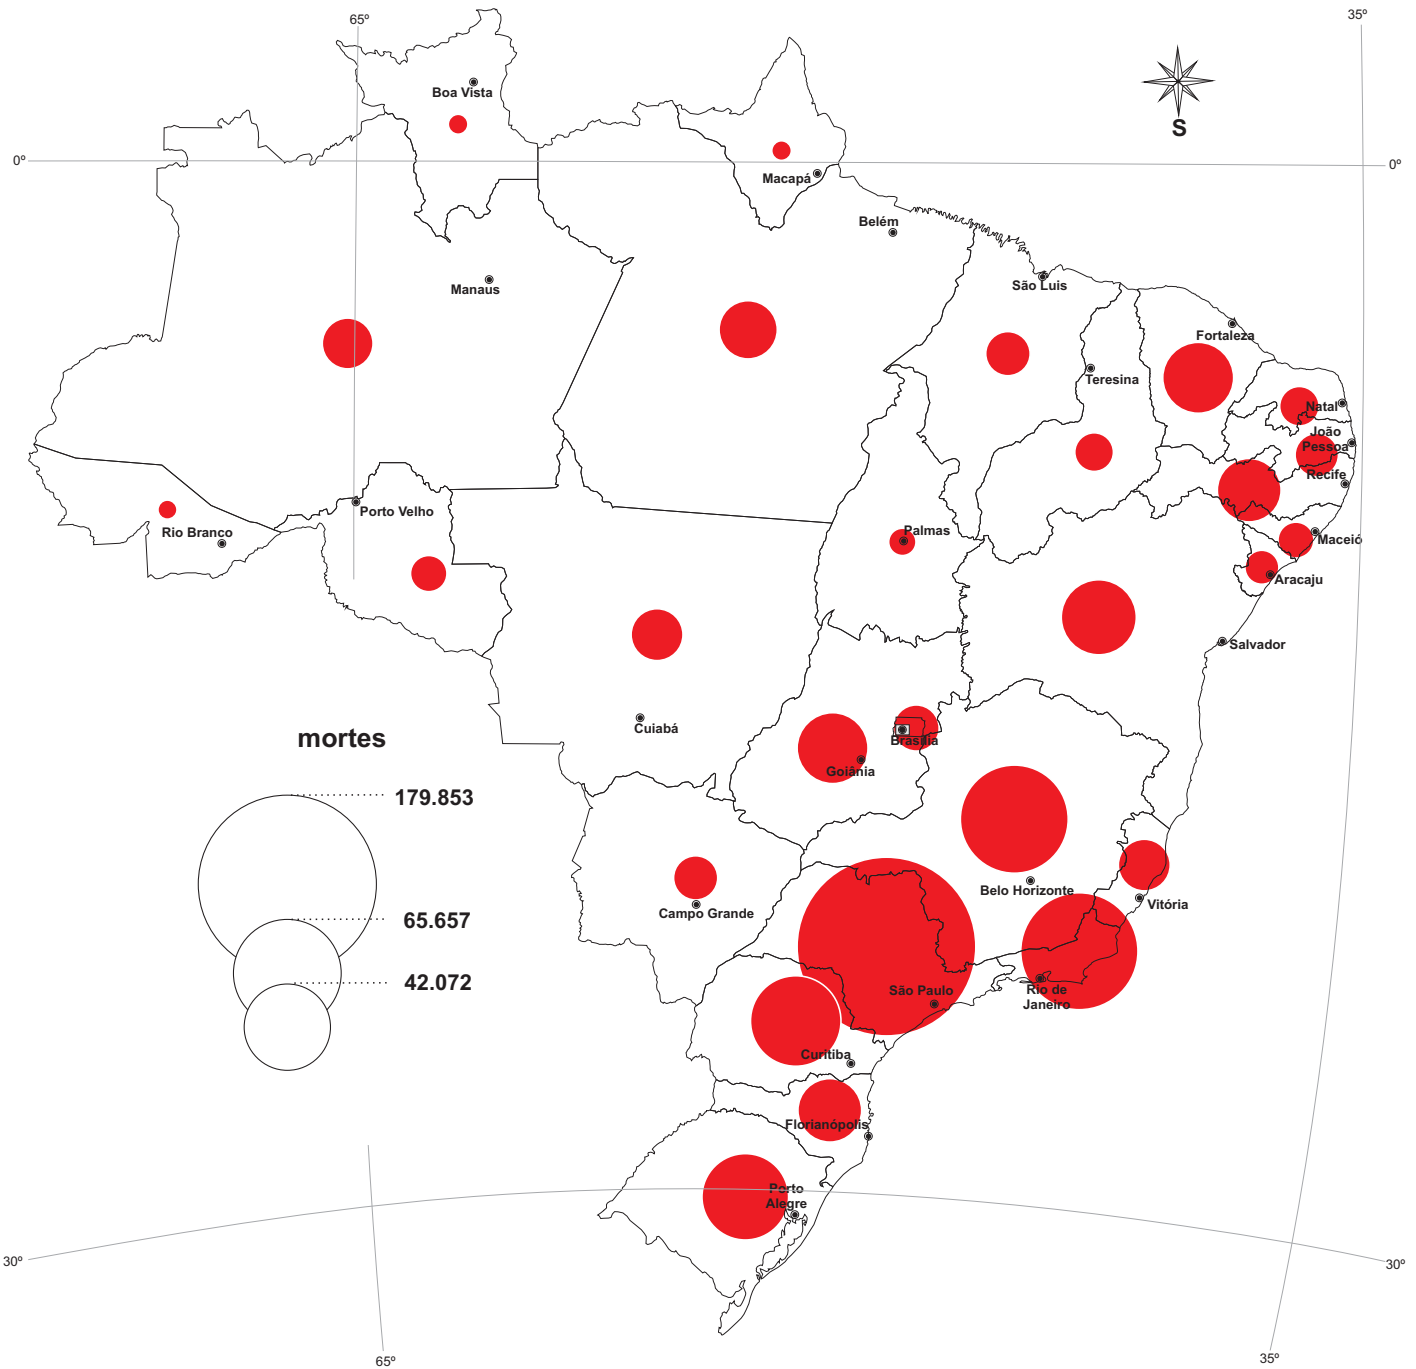 65º
35º
Boa Vista
S
0º
0º
Macapá
Belém
Manaus
São Luis
Fortaleza
Teresina
Natal
João
Pessoa
Recife
Porto Velho
Rio Branco
Palmas
Maceió
Aracaju
Salvador
Cuiabá
mortes
Brasília
Goiânia
179.853
Belo Horizonte
Vitória
65.657
Campo Grande
42.072
São Paulo
Rio de
Janeiro
Curitiba
Florianópolis
Porto
Alegre
30º
30º
65º
35º